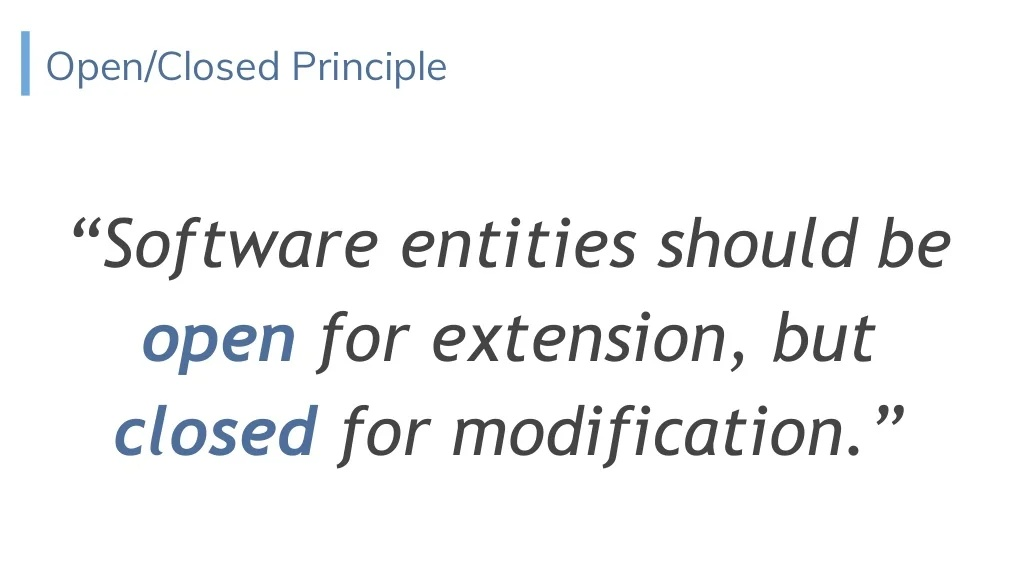 Open/Closed Principle
“Software entities should be
open for extension, but
closed for modification.”